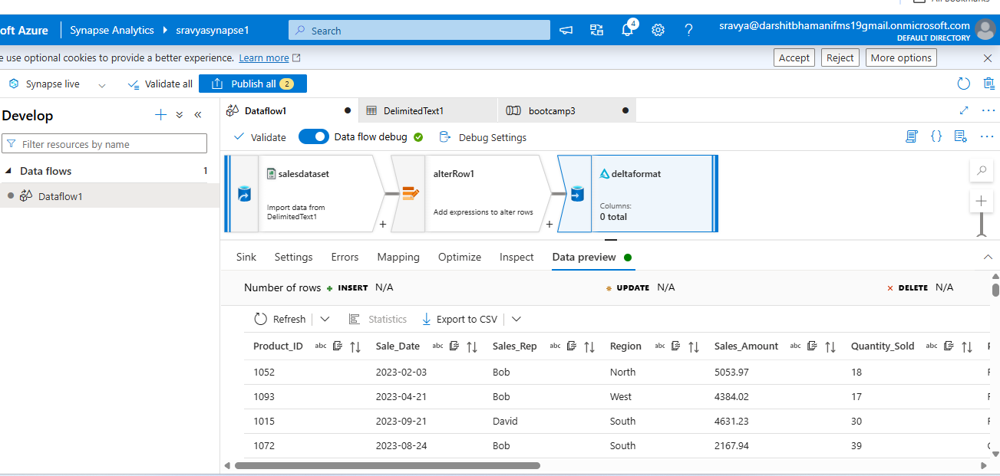 oft Azure Synapse Analytics sravyasynapse1 Search 4 sravya@darshitbhamanifms19gmail.onmicrosoft.com
DEFAULT DIRECTORY
e use optional cookies to provide a better experience. Learn more Accept Reject More options
Synapse live Validate all Publish all 2
Develop
Filter resources by name
Data flows 1
Dataflow1
Dataflow1 DelimitedText1 bootcamp3
Validate Data flow debug Debug Settings {}
salesdataset
Import data from
DelimitedText1
+
alterRow1
Add expressions to alter rows
+
deltaformat
Columns:
0 total
Sink Settings Errors Mapping Optimize Inspect Data preview
Number of rows + INSERT N/A UPDATE N/A DELETE N/A
Refresh Statistics Export to CSV
Product_ID abc Sale_Date abc Sales_Rep abc Region abc Sales_Amount abc Quantity_Sold abc
1052 2023-02-03 Bob North 5053.97 18
1093 2023-04-21 Bob West 4384.02 17
1015 2023-09-21 David South 4631.23 30
1072 2023-08-24 Bob South 2167.94 39